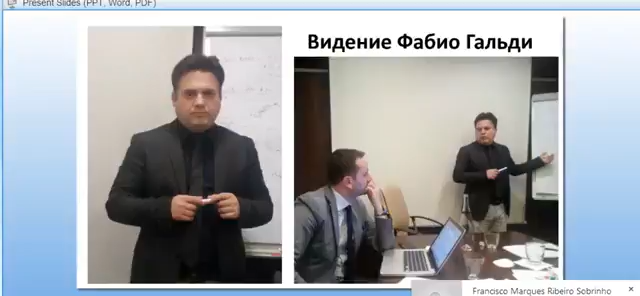 Present Slides (PPT, Word, PDF)
Видение Фабио Гальди
Francisco Marques Ribeiro Sobrinho